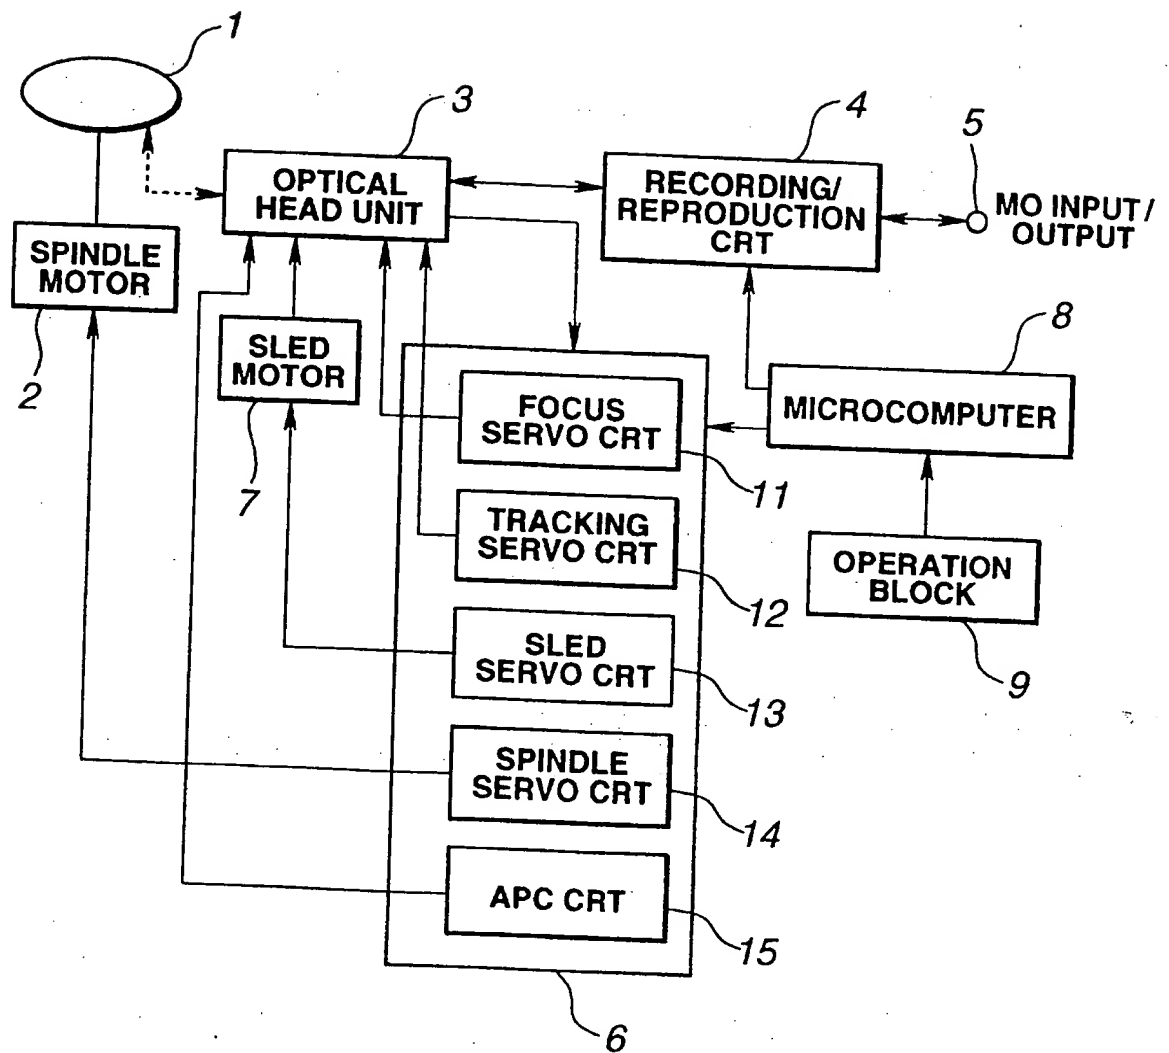 1
3
4
5
OPTICAL
HEAD UNIT
RECORDING/
REPRODUCTION
CRT
MO INPUT/
OUTPUT
SPINDLE
MOTOR
2
SLED
MOTOR
7
8
MICROCOMPUTER
FOCUS
SERVO CRT
11
TRACKING
SERVO CRT
12
OPERATION
BLOCK
9
SLED
SERVO CRT
13
SPINDLE
SERVO CRT
14
APC CRT
15
6